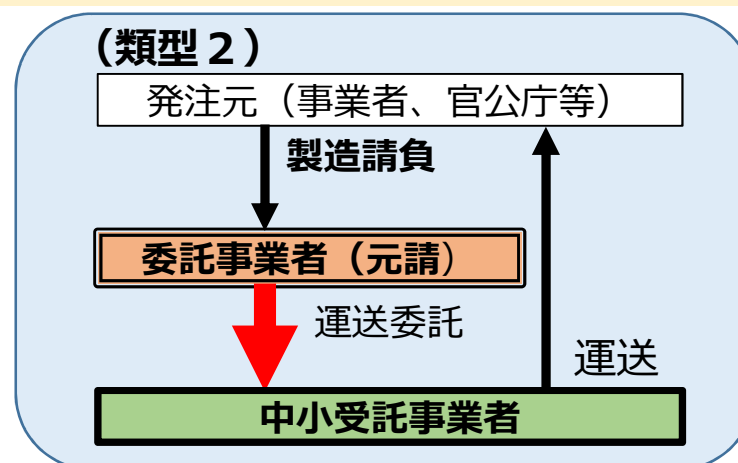 （類型２）
発注元（事業者、官公庁等）
製造請負
委託事業者（元請）
運送委託
運送
中小受託事業者